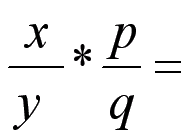 x/y * p/q =